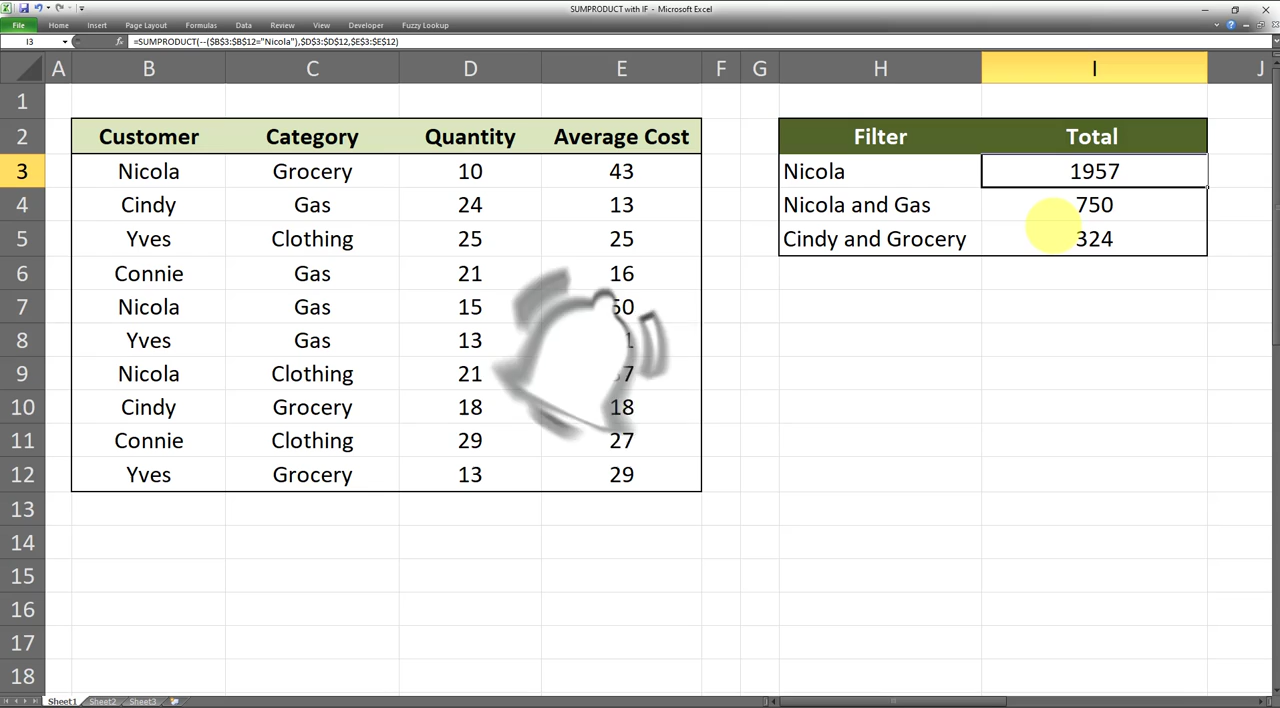 SUMPRODUCT with IF - Microsoft Excel
File Home Insert Page Layout Formulas Data Review View Developer Fuzzy Lookup
I3 fx =SUMPRODUCT(--($B$3:$B$12="Nicola"),$D$3:$D$12,$E$3:$E$12)
A B C D E F G H I J
1
2 Customer Category Quantity Average Cost Filter Total
3 Nicola Grocery 10 43 Nicola 1957
4 Cindy Gas 24 13 Nicola and Gas 750
5 Yves Clothing 25 25 Cindy and Grocery 324
6 Connie Gas 21 16
7 Nicola Gas 15 50
8 Yves Gas 13
9 Nicola Clothing 21
10 Cindy Grocery 18 18
11 Connie Clothing 29 27
12 Yves Grocery 13 29
13
14
15
16
17
18
Sheet1 Sheet2 Sheet3